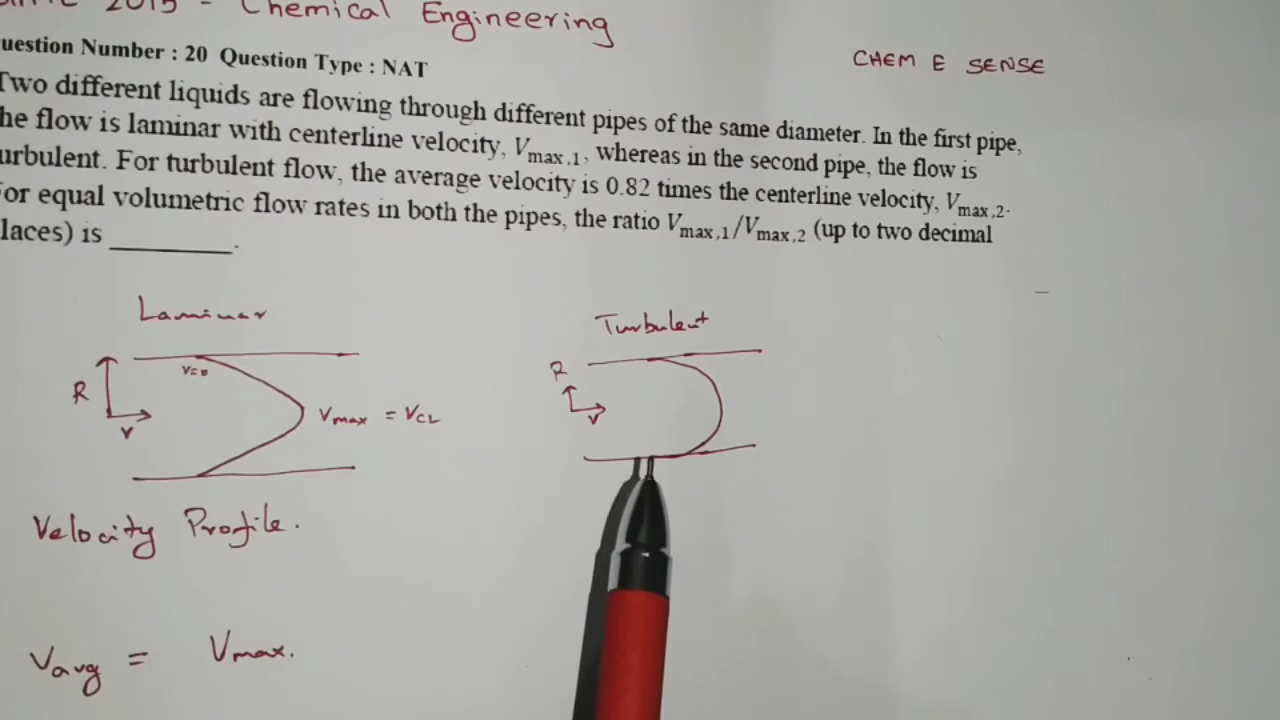 2015 - Chemical Engineering
CHEM E SENSE
uestion Number : 20 Question Type : NAT
Two different liquids are flowing through different pipes of the same diameter. In the first pipe,
he flow is laminar with centerline velocity, Vmax,1, whereas in the second pipe, the flow is
urbulent. For turbulent flow, the average velocity is 0.82 times the centerline velocity, Vmax,2.
or equal volumetric flow rates in both the pipes, the ratio Vmax,1/Vmax,2 (up to two decimal
laces) is ________.
Laminar
Turbulent
R
V=0
Vmax = VCL
V
R
V
Velocity Profile.
Vavg = Vmax.